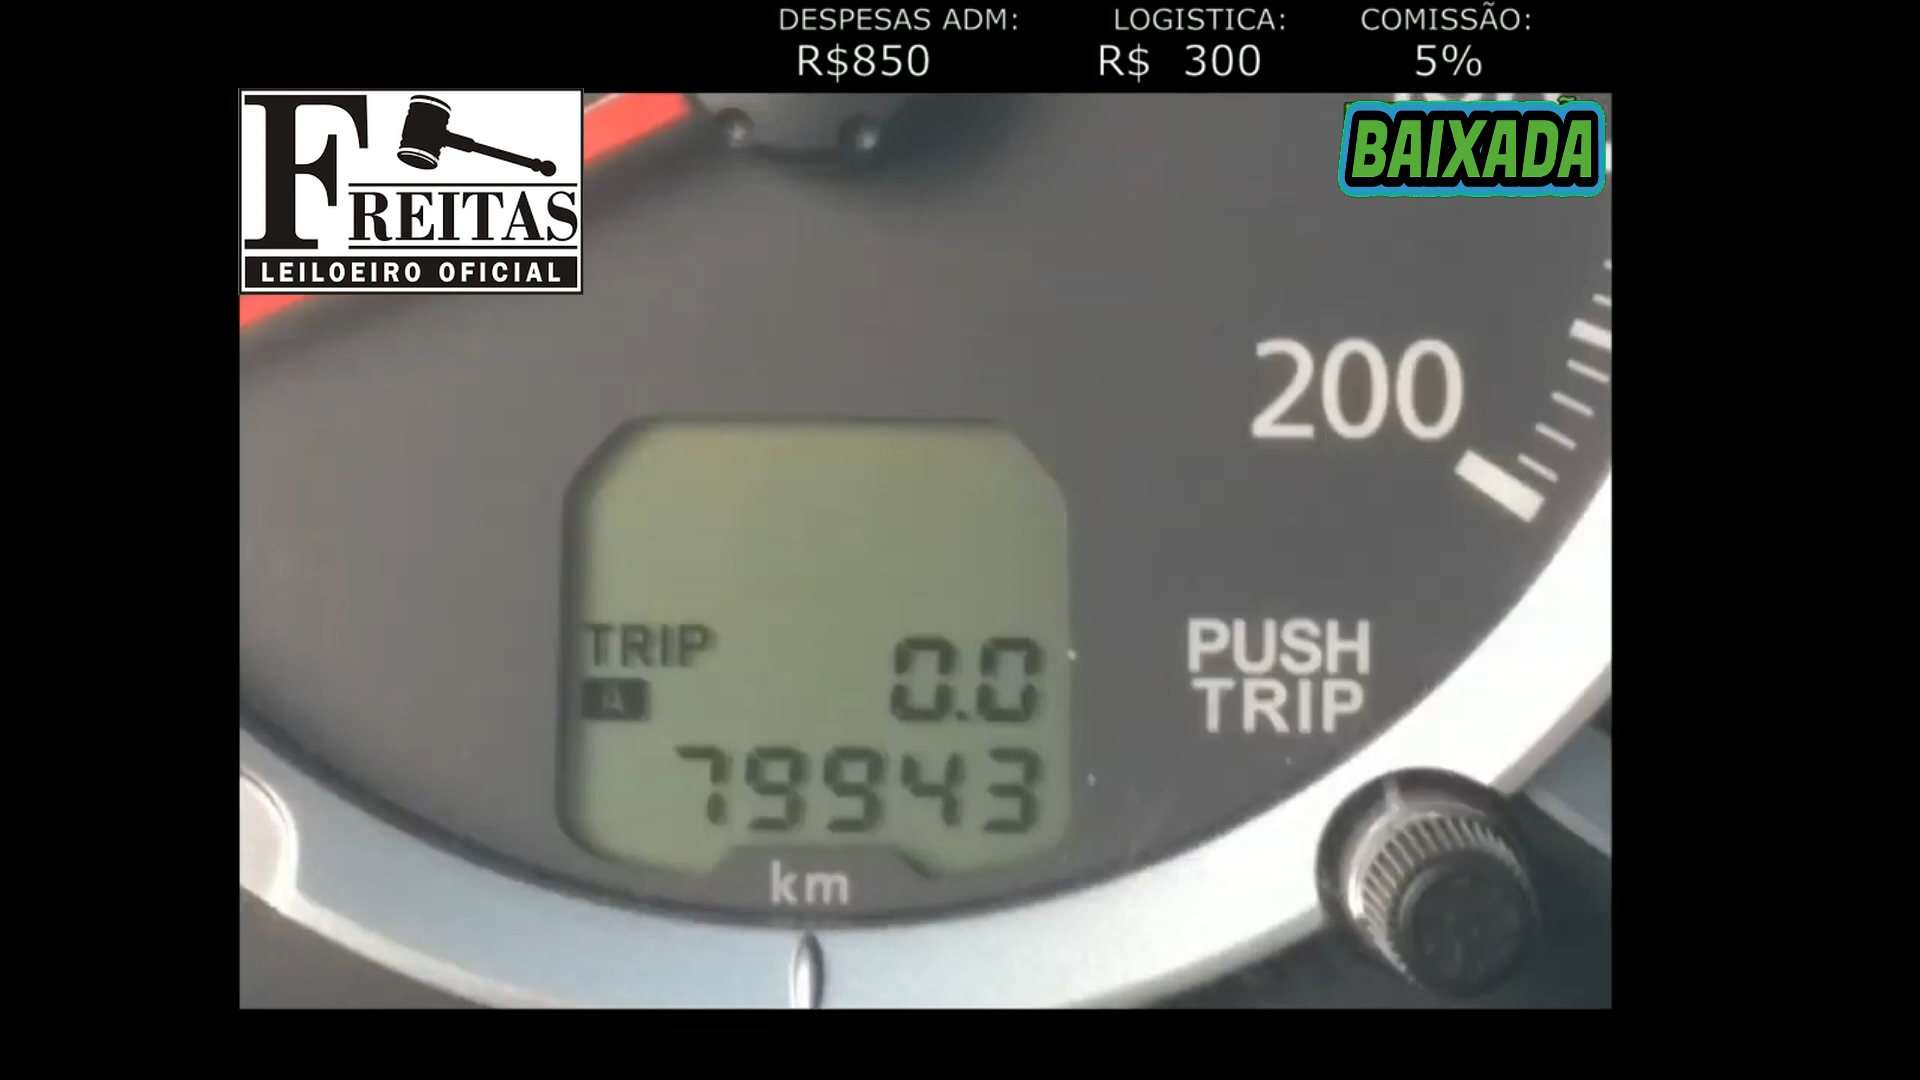 DESPESAS ADM: LOGISTICA: COMISSÃO:
R$850 R$ 300 5%
FREITAS
LEILOEIRO OFICIAL
BAIXADA
200
TRIP 0.0
A
79943
km
PUSH
TRIP